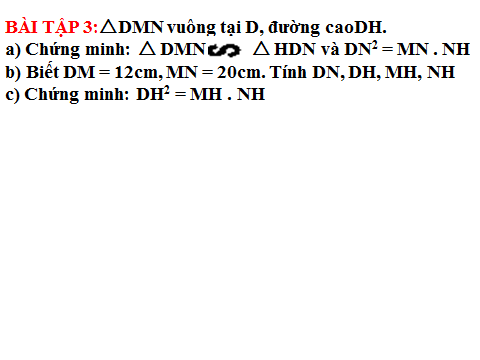 BÀI TẬP 3:△DMN vuông tại D, đường caoDH.
a) Chứng minh: △ DMN ∽ △ HDN và DN² = MN . NH
b) Biết DM = 12cm, MN = 20cm. Tính DN, DH, MH, NH
c) Chứng minh: DH² = MH . NH